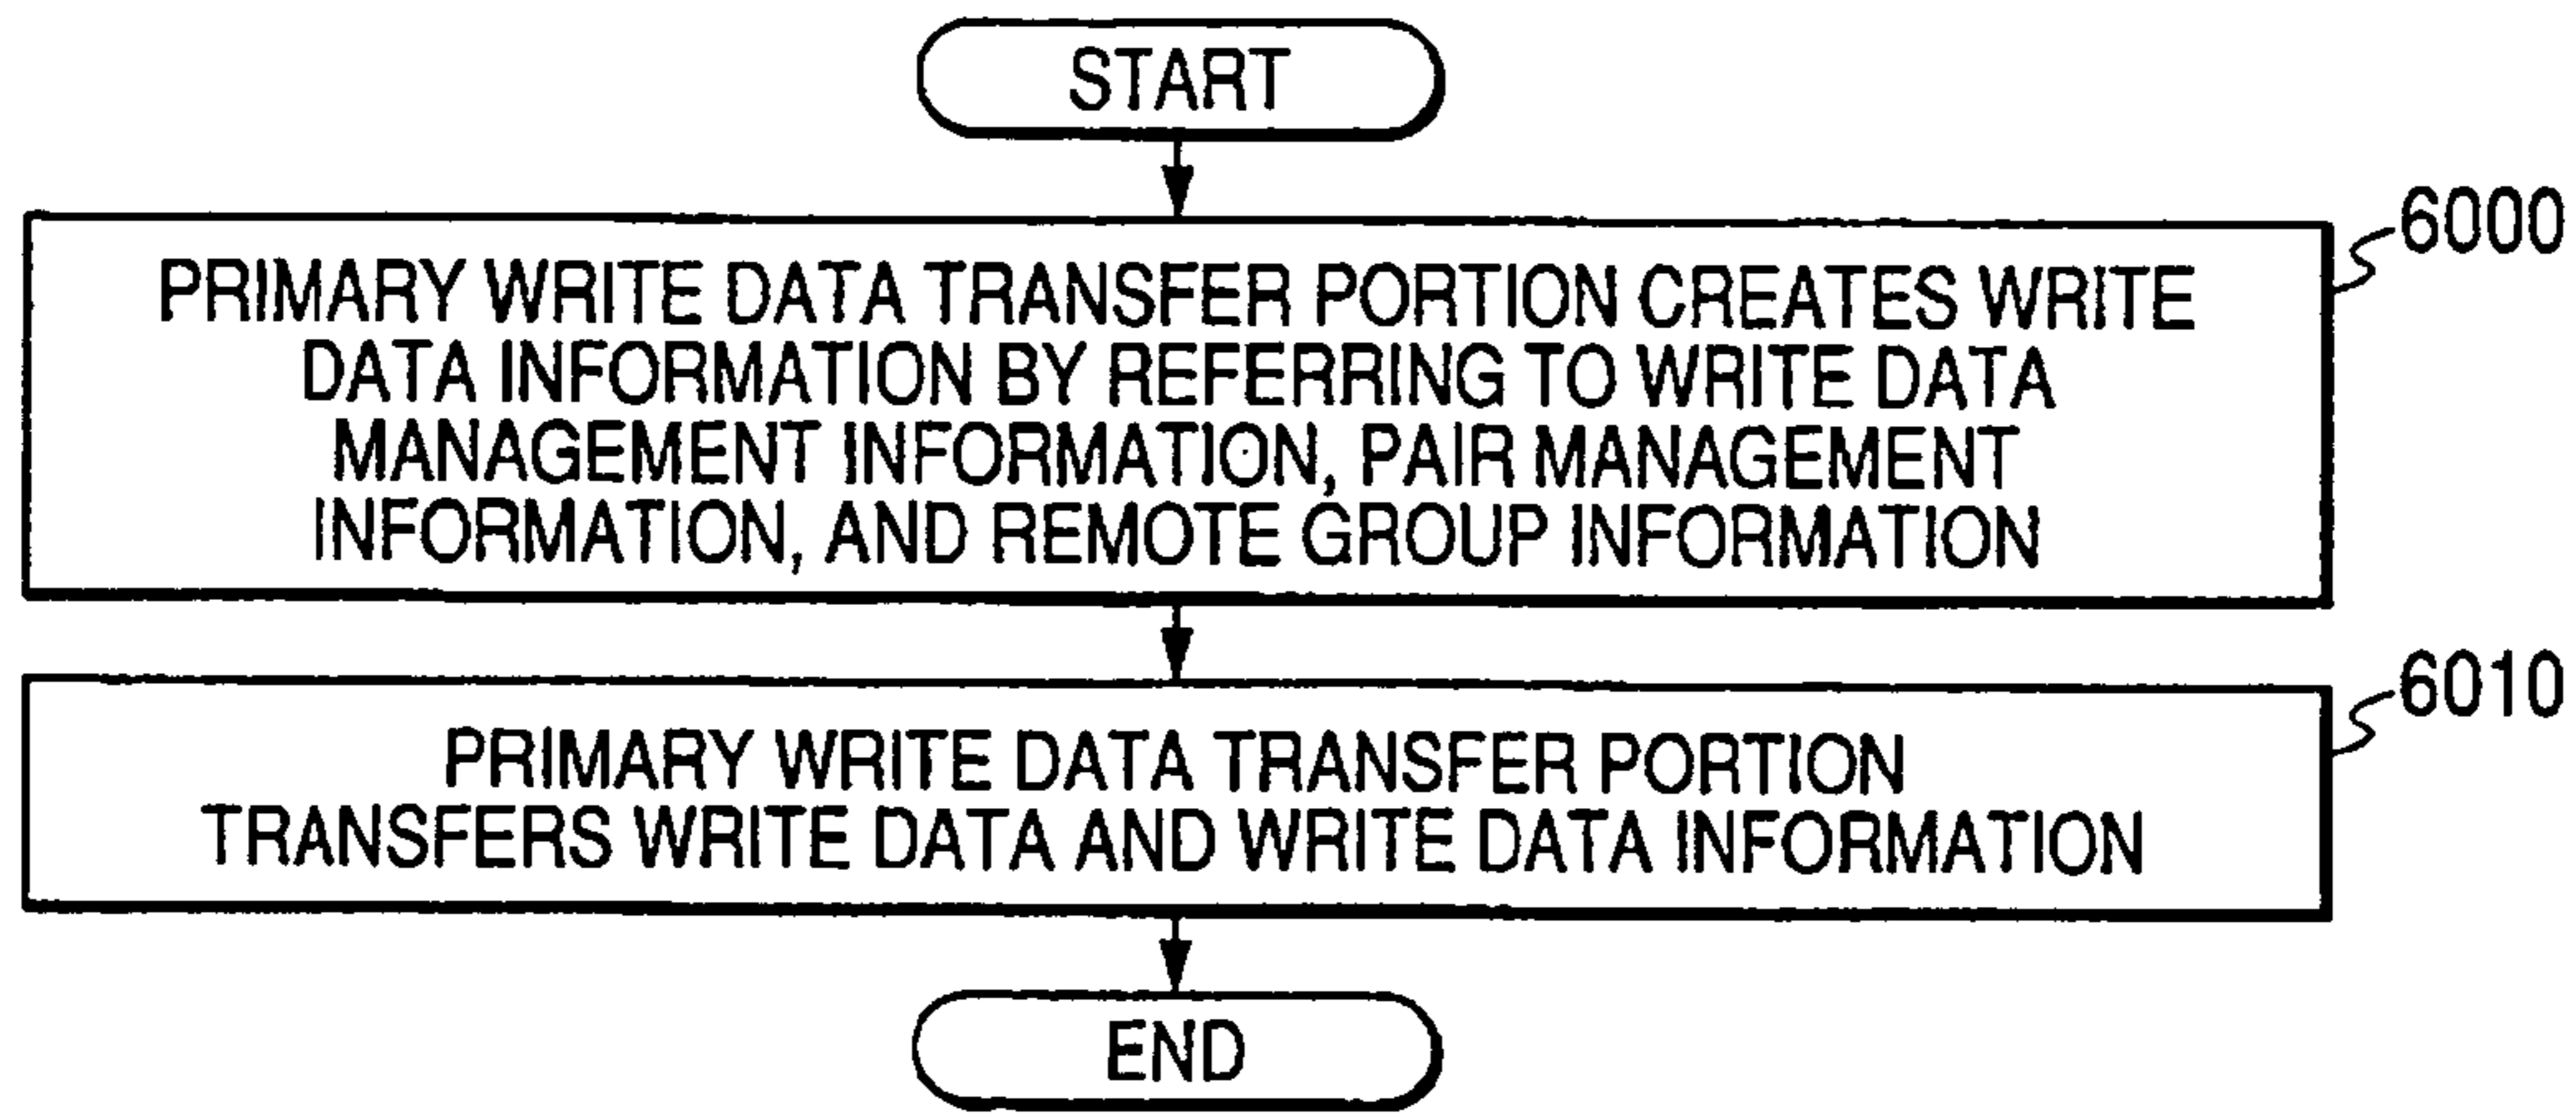 START
6000
PRIMARY WRITE DATA TRANSFER PORTION CREATES WRITE
DATA INFORMATION BY REFERRING TO WRITE DATA
MANAGEMENT INFORMATION, PAIR MANAGEMENT
INFORMATION, AND REMOTE GROUP INFORMATION
6010
PRIMARY WRITE DATA TRANSFER PORTION
TRANSFERS WRITE DATA AND WRITE DATA INFORMATION
END